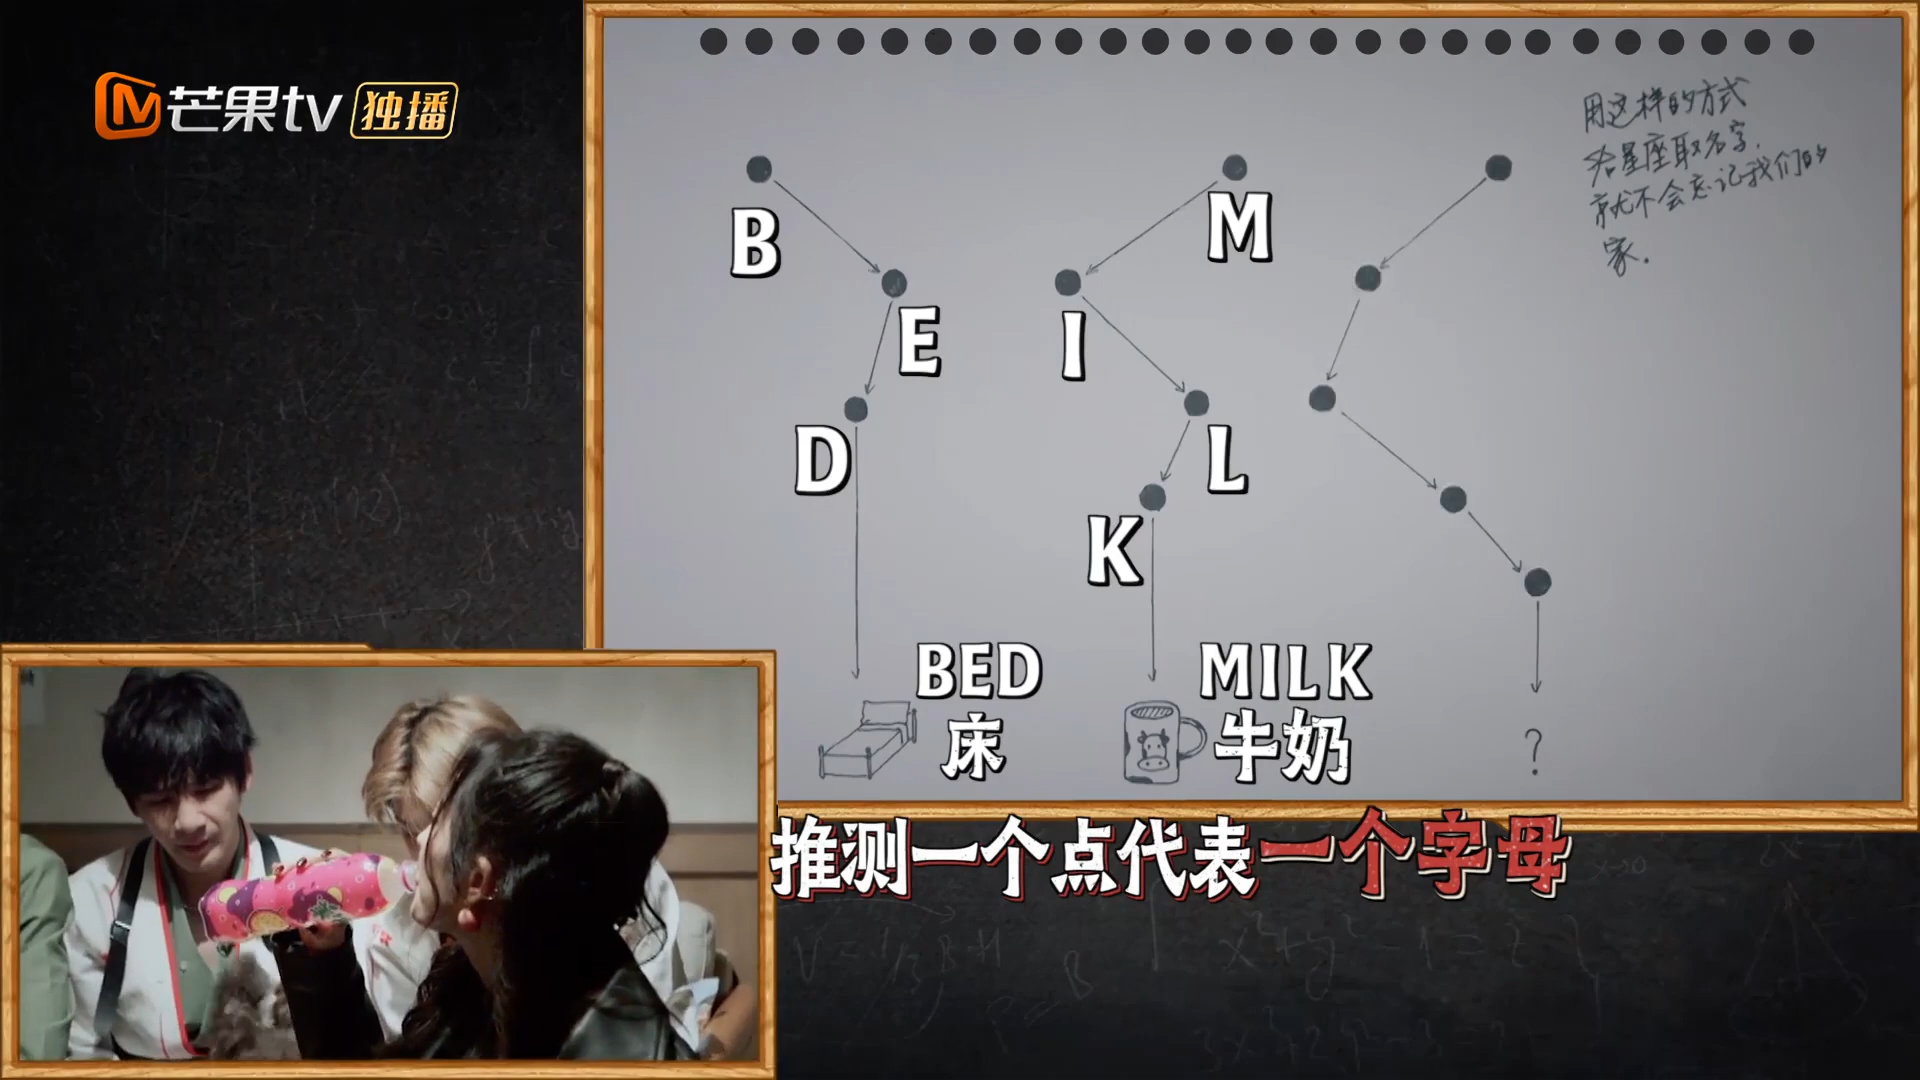 芒果tv 独播
用这样的方式
给星座取名字.
就不会忘记我们的
家.
B
M
E
I
D
L
K
BED
床
MILK
牛奶
?
推测一个点代表一个字母